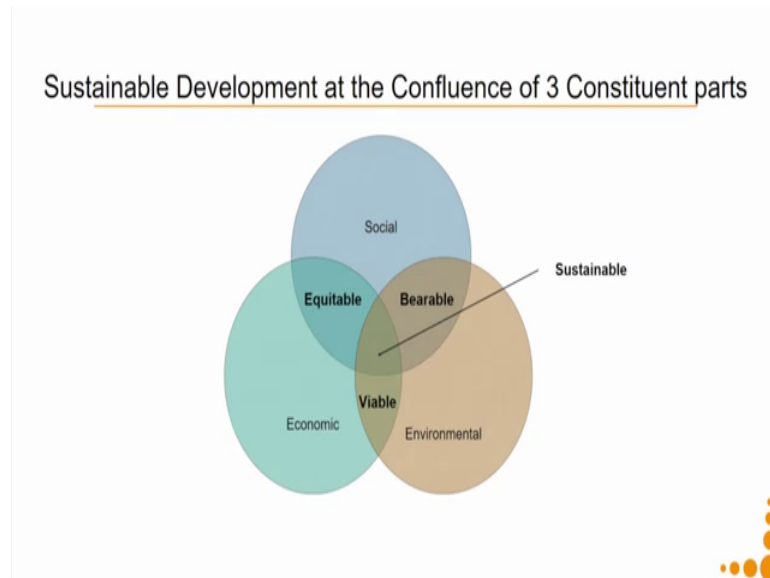 Sustainable Development at the Confluence of 3 Constituent parts
Social
Sustainable
Equitable
Bearable
Viable
Economic
Environmental